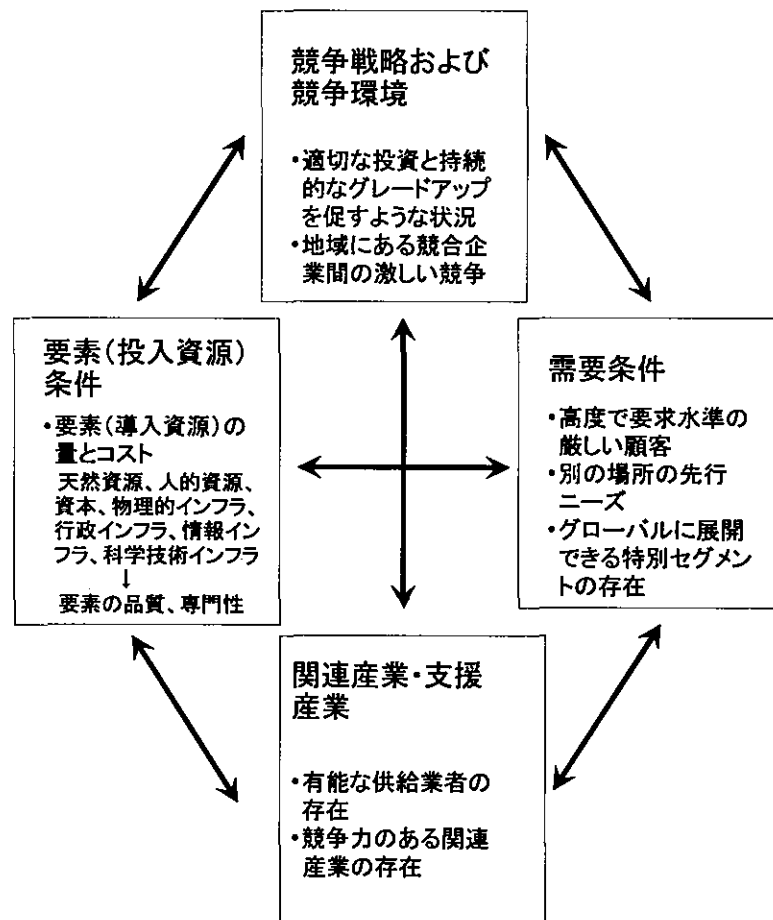 競争戦略および
競争環境
・適切な投資と持続
的なグレードアップ
を促すような状況
・地域にある競合企
業間の激しい競争
要素(投入資源)
条件
・要素(導入資源)の
量とコスト
天然資源、人的資源、
資本、物理的インフラ、
行政インフラ、情報イン
フラ、科学技術インフラ
↓
要素の品質、専門性
需要条件
・高度で要求水準の
厳しい顧客
・別の場所の先行
ニーズ
・グローバルに展開
できる特別セグメン
トの存在
関連産業・支援
産業
・有能な供給業者の
存在
・競争力のある関連
産業の存在